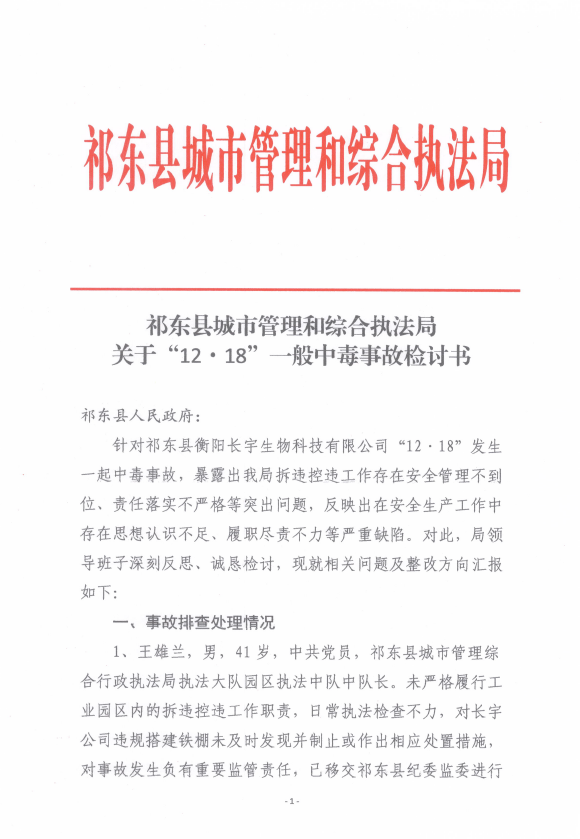 祁东县城市管理和综合执法局
祁东县城市管理和综合执法局
关于“12·18”一般中毒事故检讨书
祁东县人民政府：
针对祁东县衡阳长宇生物科技有限公司“12·18”发生
一起中毒事故，暴露出我局拆违控违工作存在安全管理不到
位、责任落实不严格等突出问题，反映出在安全生产工作中
存在思想认识不足、履职尽责不力等严重缺陷。对此，局领
导班子深刻反思、诚恳检讨，现就相关问题及整改方向汇报
如下：
一、事故排查处理情况
1、王雄兰，男，41 岁，中共党员，祁东县城市管理综
合行政执法局执法大队园区执法中队中队长。未严格履行工
业园区内的拆违控违工作职责，日常执法检查不力，对长宇
公司违规搭建铁棚未及时发现并制止或作出相应处置措施，
对事故发生负有重要监管责任，已移交祁东县纪委监委进行
- 1 -